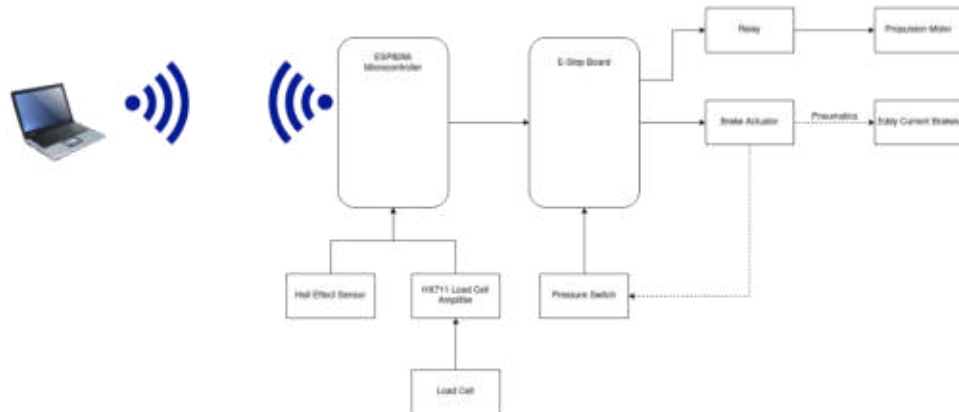 ESP8266
Microcontroller
E-Stop Board
Relay
Propulsion Motor
Brake Actuator
Pneumatics
Eddy Current Brakes
Hall Effect Sensor
HX711 Load Cell
Amplifier
Pressure Switch
Load Cell